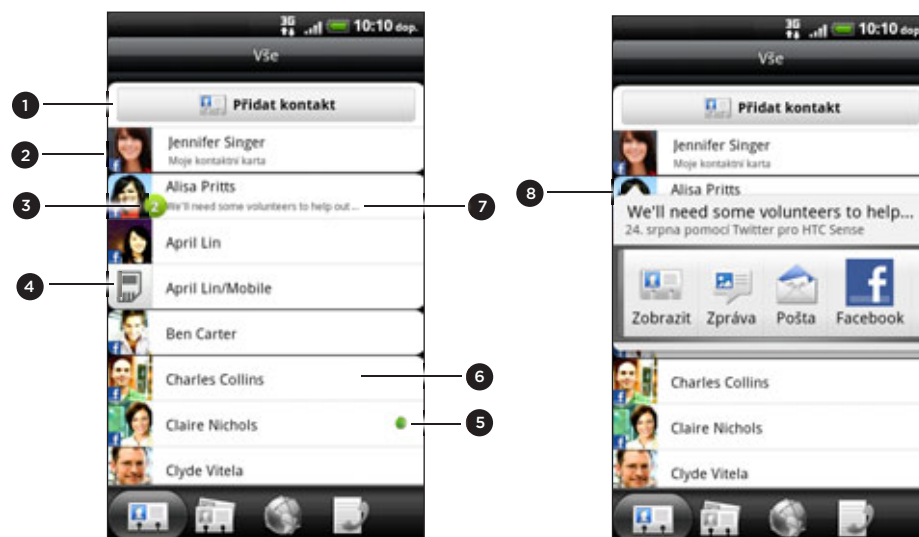 3G 10:10 dop.
Vše
1
Přidat kontakt
2
Jennifer Singer
Moje kontaktní karta
3
Alisa Pritts
2
We'll need some volunteers to help out ...
7
April Lin
4
April Lin/Mobile
Ben Carter
Charles Collins
6
Claire Nichols
5
Clyde Vitela
3G 10:10 dop
Vše
Přidat kontakt
Jennifer Singer
Moje kontaktní karta
8
Alisa Pritts
We'll need some volunteers to help...
24. srpna pomocí Twitter pro HTC Sense
Zobrazit Zpráva Pošta Facebook
Charles Collins
Claire Nichols
Clyde Vitela